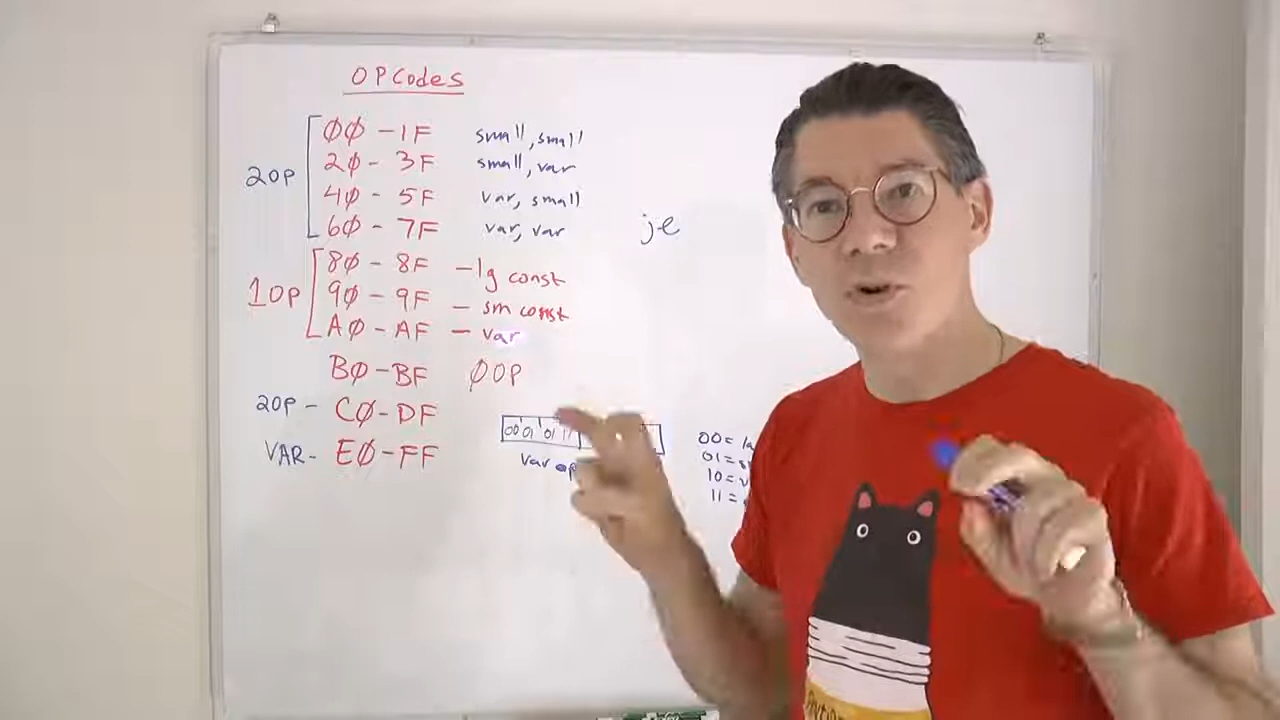 OPCodes
2OP
ØØ - 1F small, small
2Ø - 3F small, var
4Ø - 5F var, small
6Ø - 7F var, var
je
1OP
8Ø - 8F - lg const
9Ø - 9F - sm const
AØ - AF - var
BØ - BF ØOP
2OP - CØ - DF
VAR - EØ - FF
00 01 01 11
var op
00 =
01 =
10 =
11 =